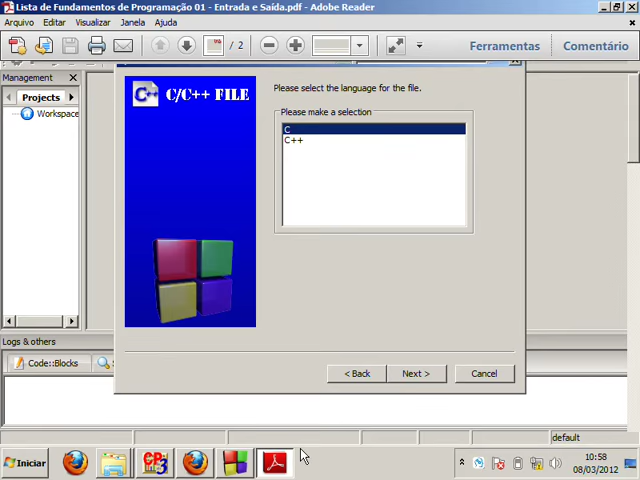 Lista de Fundamentos de Programação 01 - Entrada e Saída.pdf - Adobe Reader
Arquivo Editar Visualizar Janela Ajuda
/ 2
Ferramentas
Comentário
Management
Projects
Workspace
C/C++ FILE
Please select the language for the file.
Please make a selection
C
C++
< Back
Next >
Cancel
Logs & others
Code::Blocks
default
Iniciar
10:58
08/03/2012